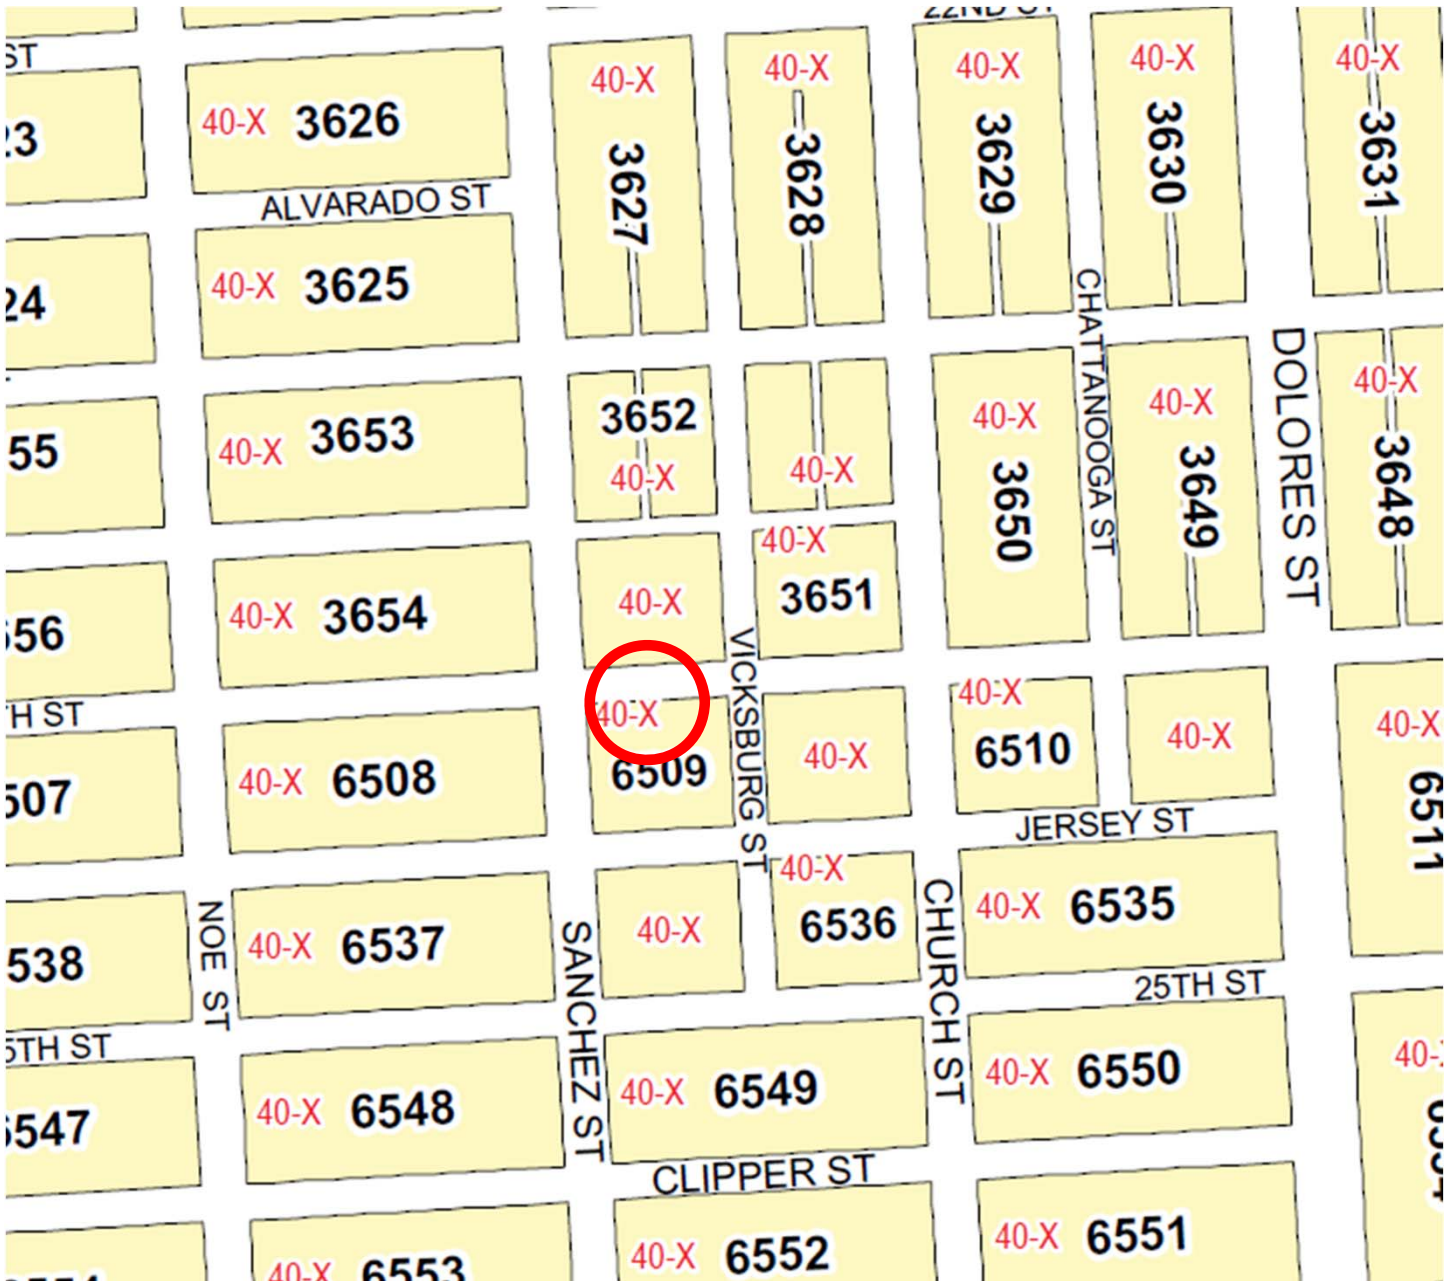 22ND ST
ST
40-X
40-X
40-X
40-X
40-X
40-X 3626
23
3627
3628
3629
3630
3631
ALVARADO ST
40-X 3625
24
CHATTANOOGA ST
DOLORES ST
40-X 3653
55
3652
40-X
40-X
40-X
3650
40-X
3649
40-X
3648
40-X 3654
656
40-X
40-X
3651
VICKSBURG ST
TH ST
40-X
6509
40-X 6508
507
40-X
40-X
6510
40-X
40-X
6511
JERSEY ST
NOE ST
40-X 6537
538
SANCHEZ ST
40-X
40-X
6536
CHURCH ST
40-X 6535
25TH ST
5TH ST
40-X 6548
6547
40-X 6549
40-X 6550
40-X
CLIPPER ST
40-X 6553
40-X 6552
40-X 6551